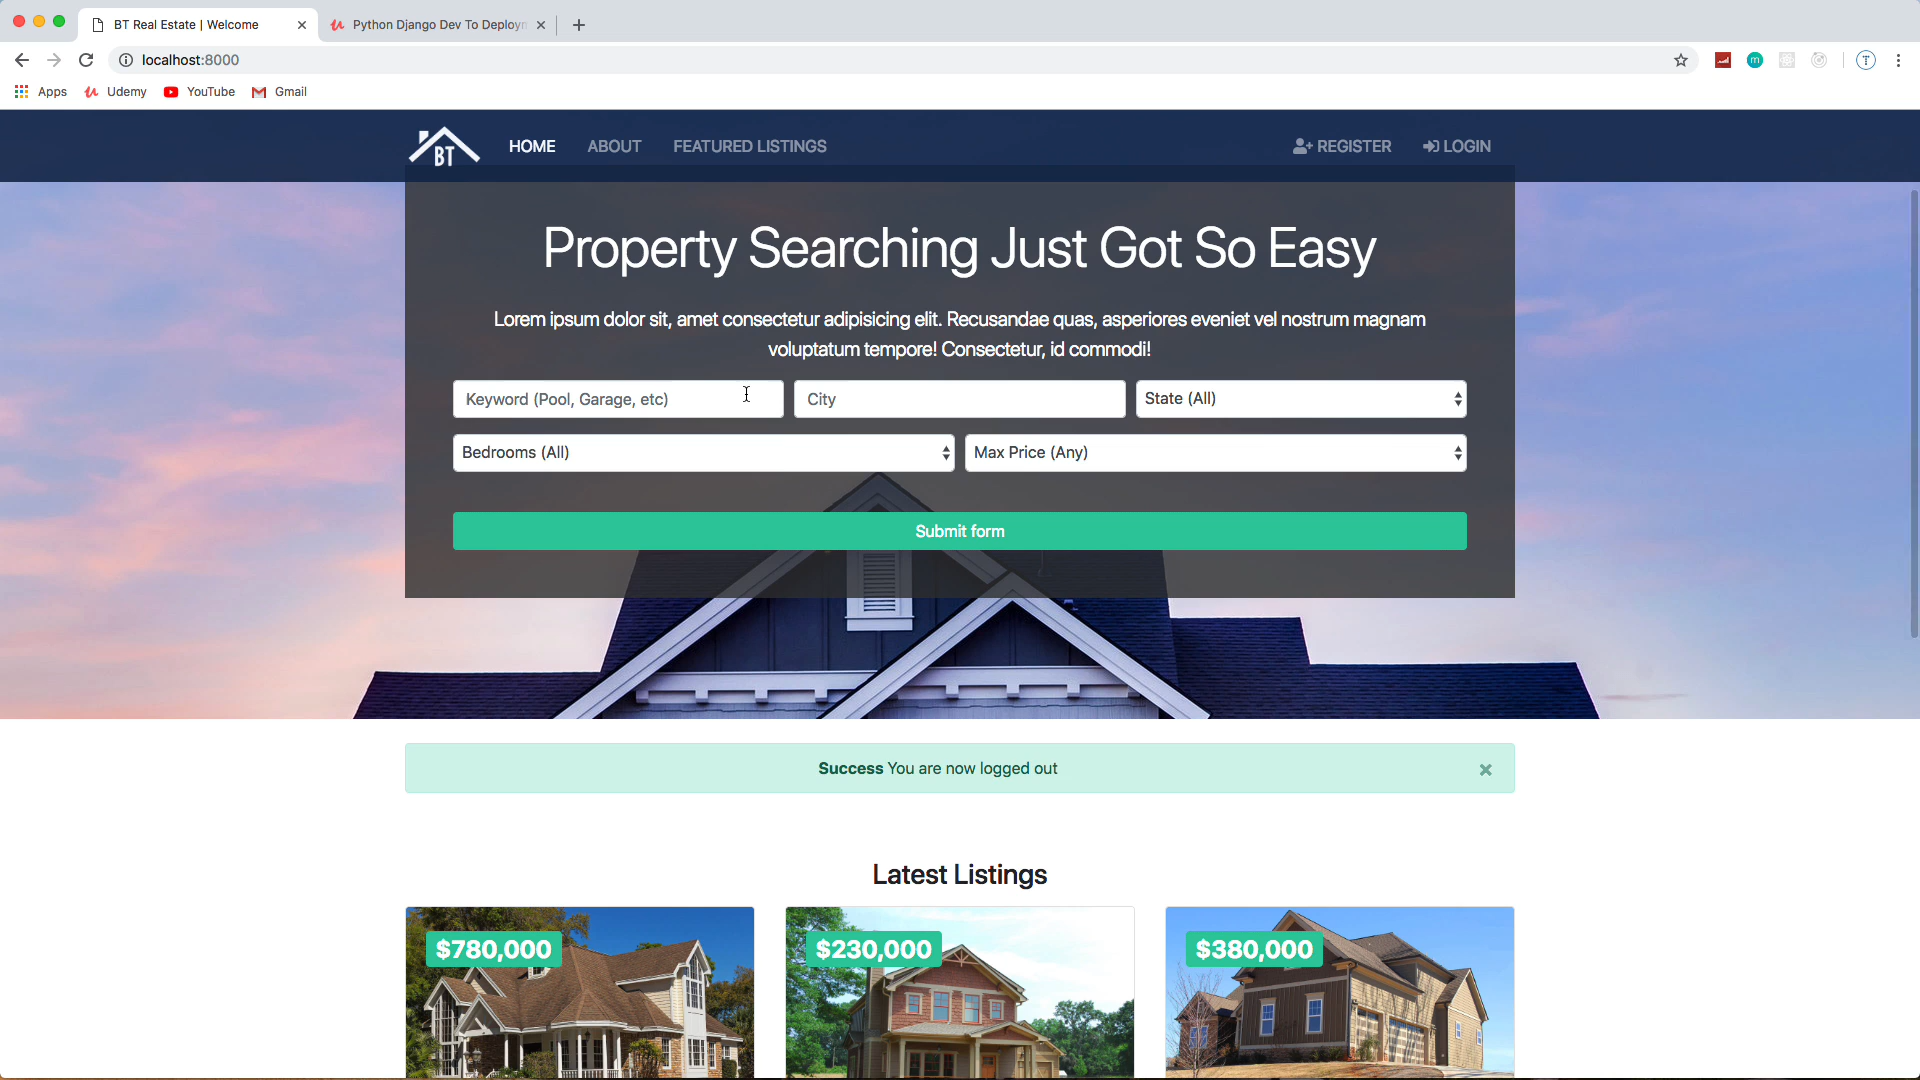 BT Real Estate | Welcome
Python Django Dev To Deploym
localhost:8000
Apps
Udemy
YouTube
Gmail
BT
HOME
ABOUT
FEATURED LISTINGS
REGISTER
LOGIN
Property Searching Just Got So Easy
Lorem ipsum dolor sit, amet consectetur adipisicing elit. Recusandae quas, asperiores eveniet vel nostrum magnam
voluptatum tempore! Consectetur, id commodi!
Keyword (Pool, Garage, etc)
City
State (All)
Bedrooms (All)
Max Price (Any)
Submit form
Success You are now logged out
Latest Listings
$780,000
$230,000
$380,000